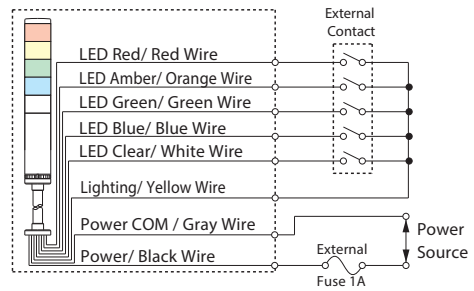 External
Contact
LED Red/ Red Wire
LED Amber/ Orange Wire
LED Green/ Green Wire
LED Blue/ Blue Wire
LED Clear/ White Wire
Lighting/ Yellow Wire
Power COM / Gray Wire
Power/ Black Wire
External
Fuse 1A
Power
Source